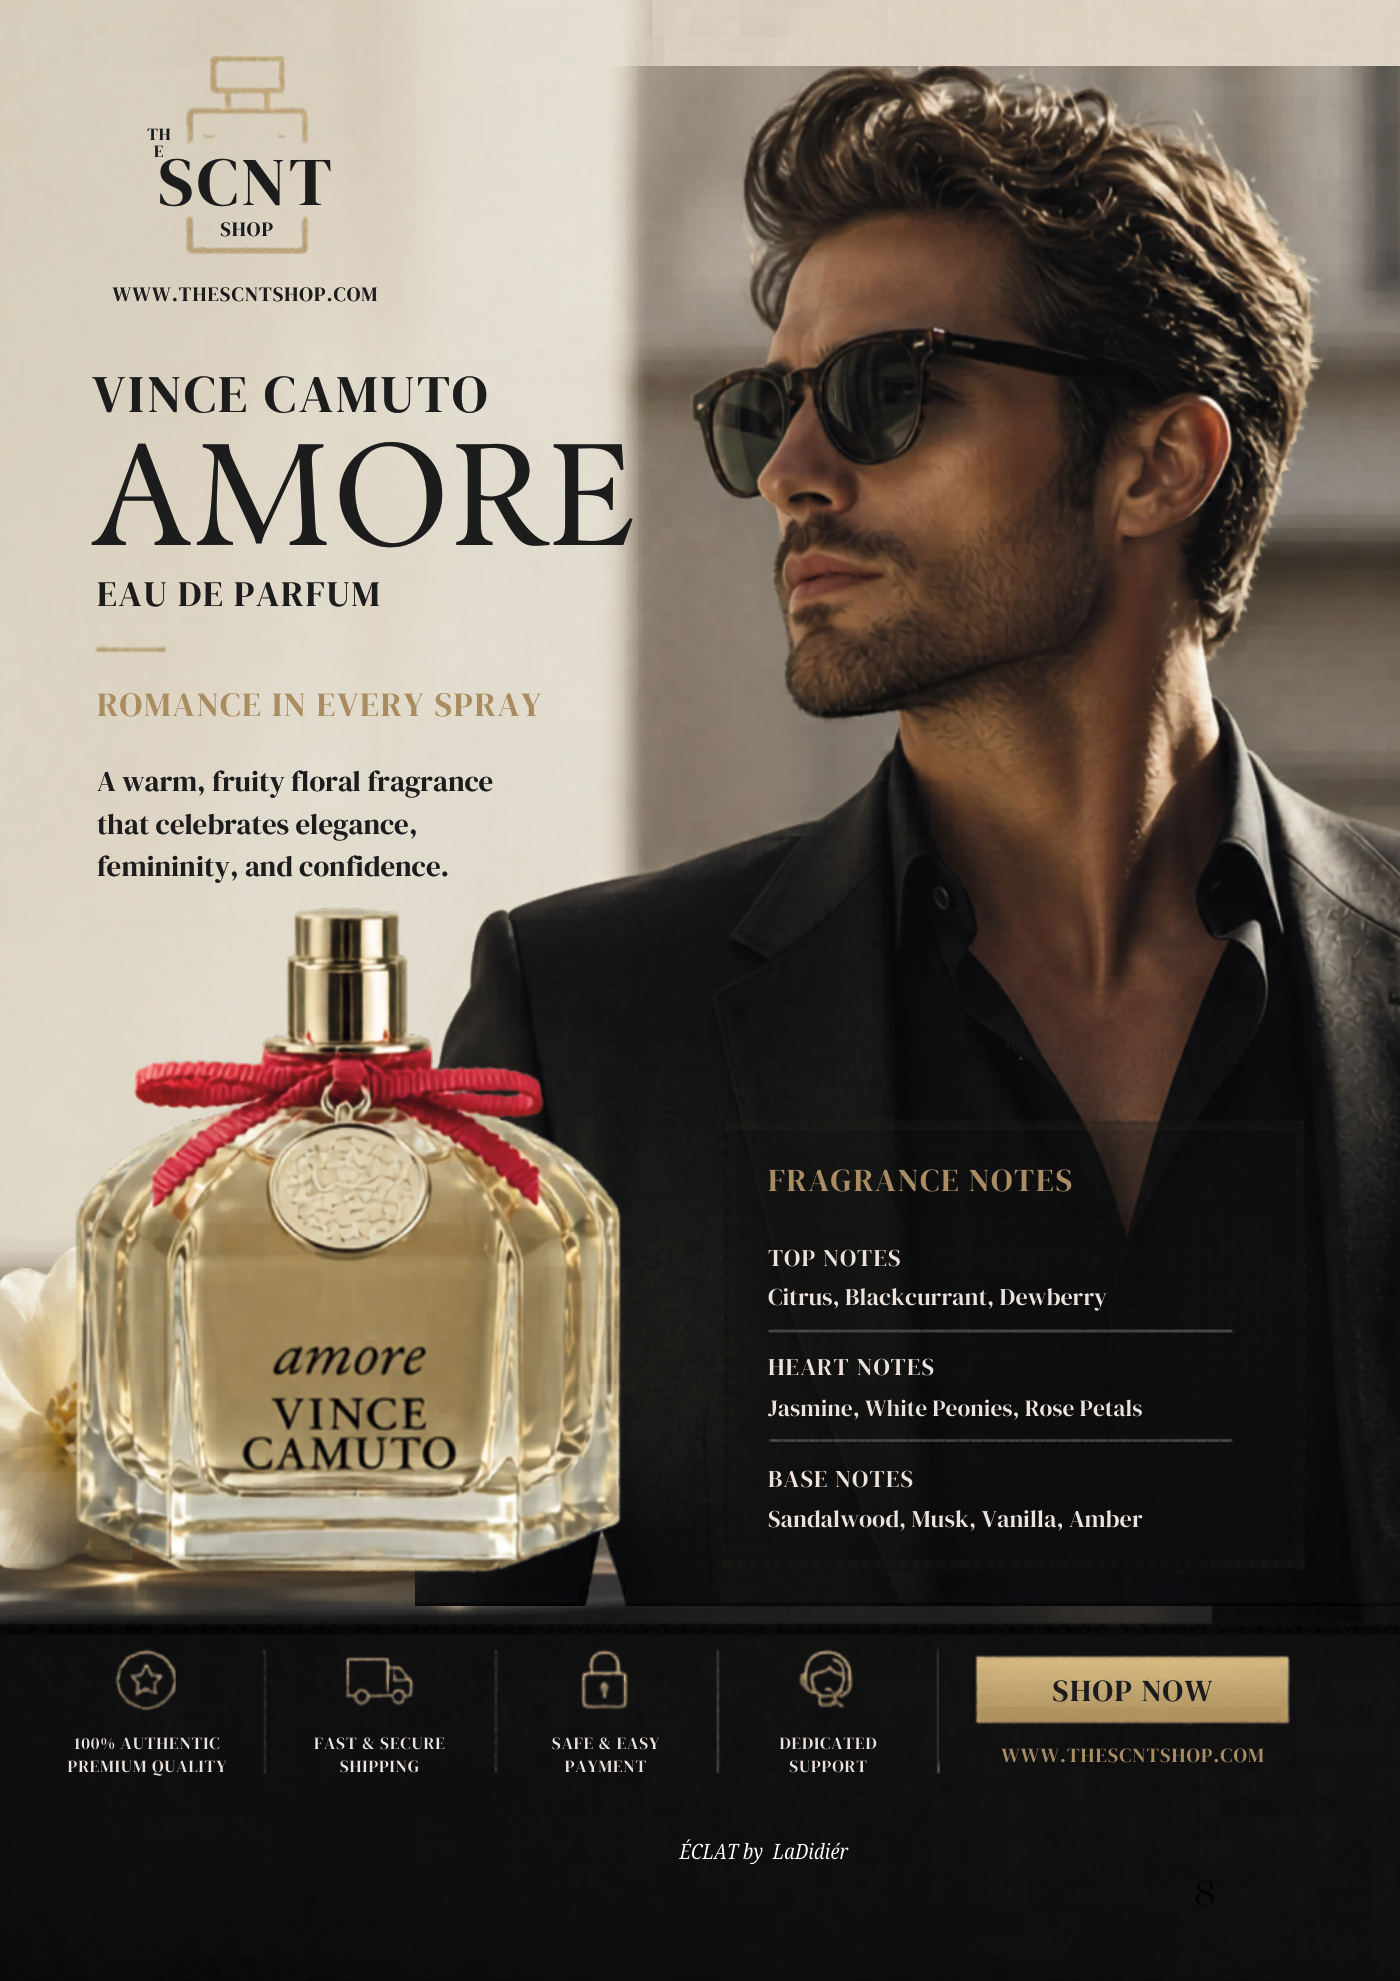 TH
E
SCNT
SHOP
WWW.THESCNTSHOP.COM
VINCE CAMUTO
AMORE
EAU DE PARFUM
ROMANCE IN EVERY SPRAY
A warm, fruity floral fragrance
that celebrates elegance,
femininity, and confidence.
amore
VINCE
CAMUTO
FRAGRANCE NOTES
TOP NOTES
Citrus, Blackcurrant, Dewberry
HEART NOTES
Jasmine, White Peonies, Rose Petals
BASE NOTES
Sandalwood, Musk, Vanilla, Amber
100% AUTHENTIC
PREMIUM QUALITY
FAST & SECURE
SHIPPING
SAFE & EASY
PAYMENT
DEDICATED
SUPPORT
SHOP NOW
WWW.THESCNTSHOP.COM
ÉCLAT by LaDidiér
8